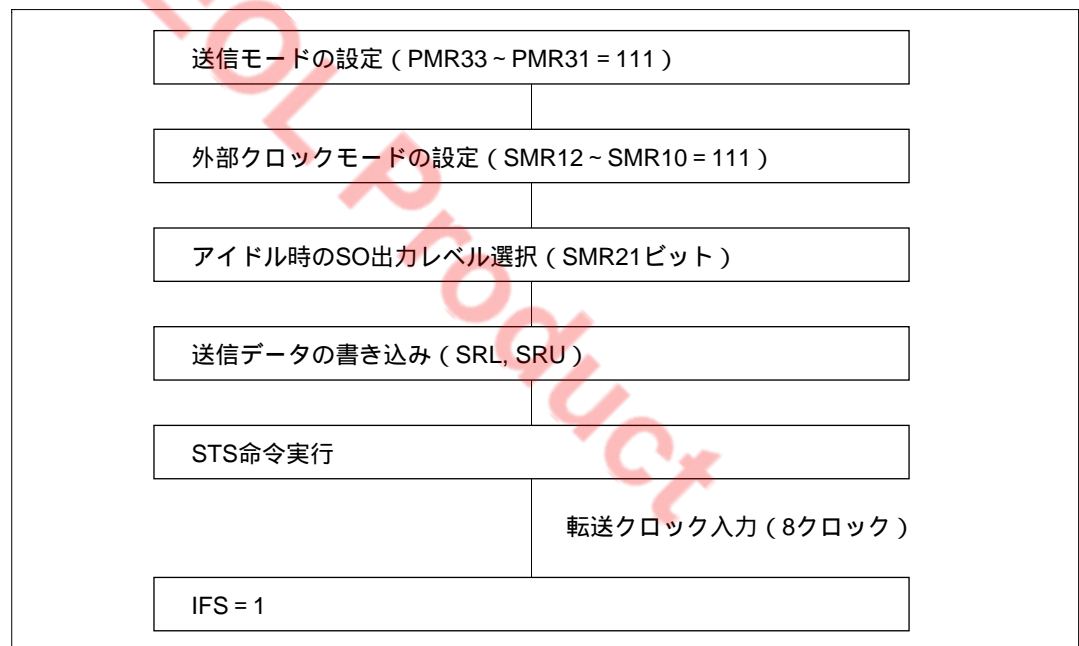 送信モードの設定 ( PMR33 ~ PMR31 = 111 )
外部クロックモードの設定 ( SMR12 ~ SMR10 = 111 )
アイドル時のSO出力レベル選択 ( SMR21ビット )
送信データの書き込み ( SRL, SRU )
STS命令実行
転送クロック入力 ( 8クロック )
IFS = 1
EOL Product